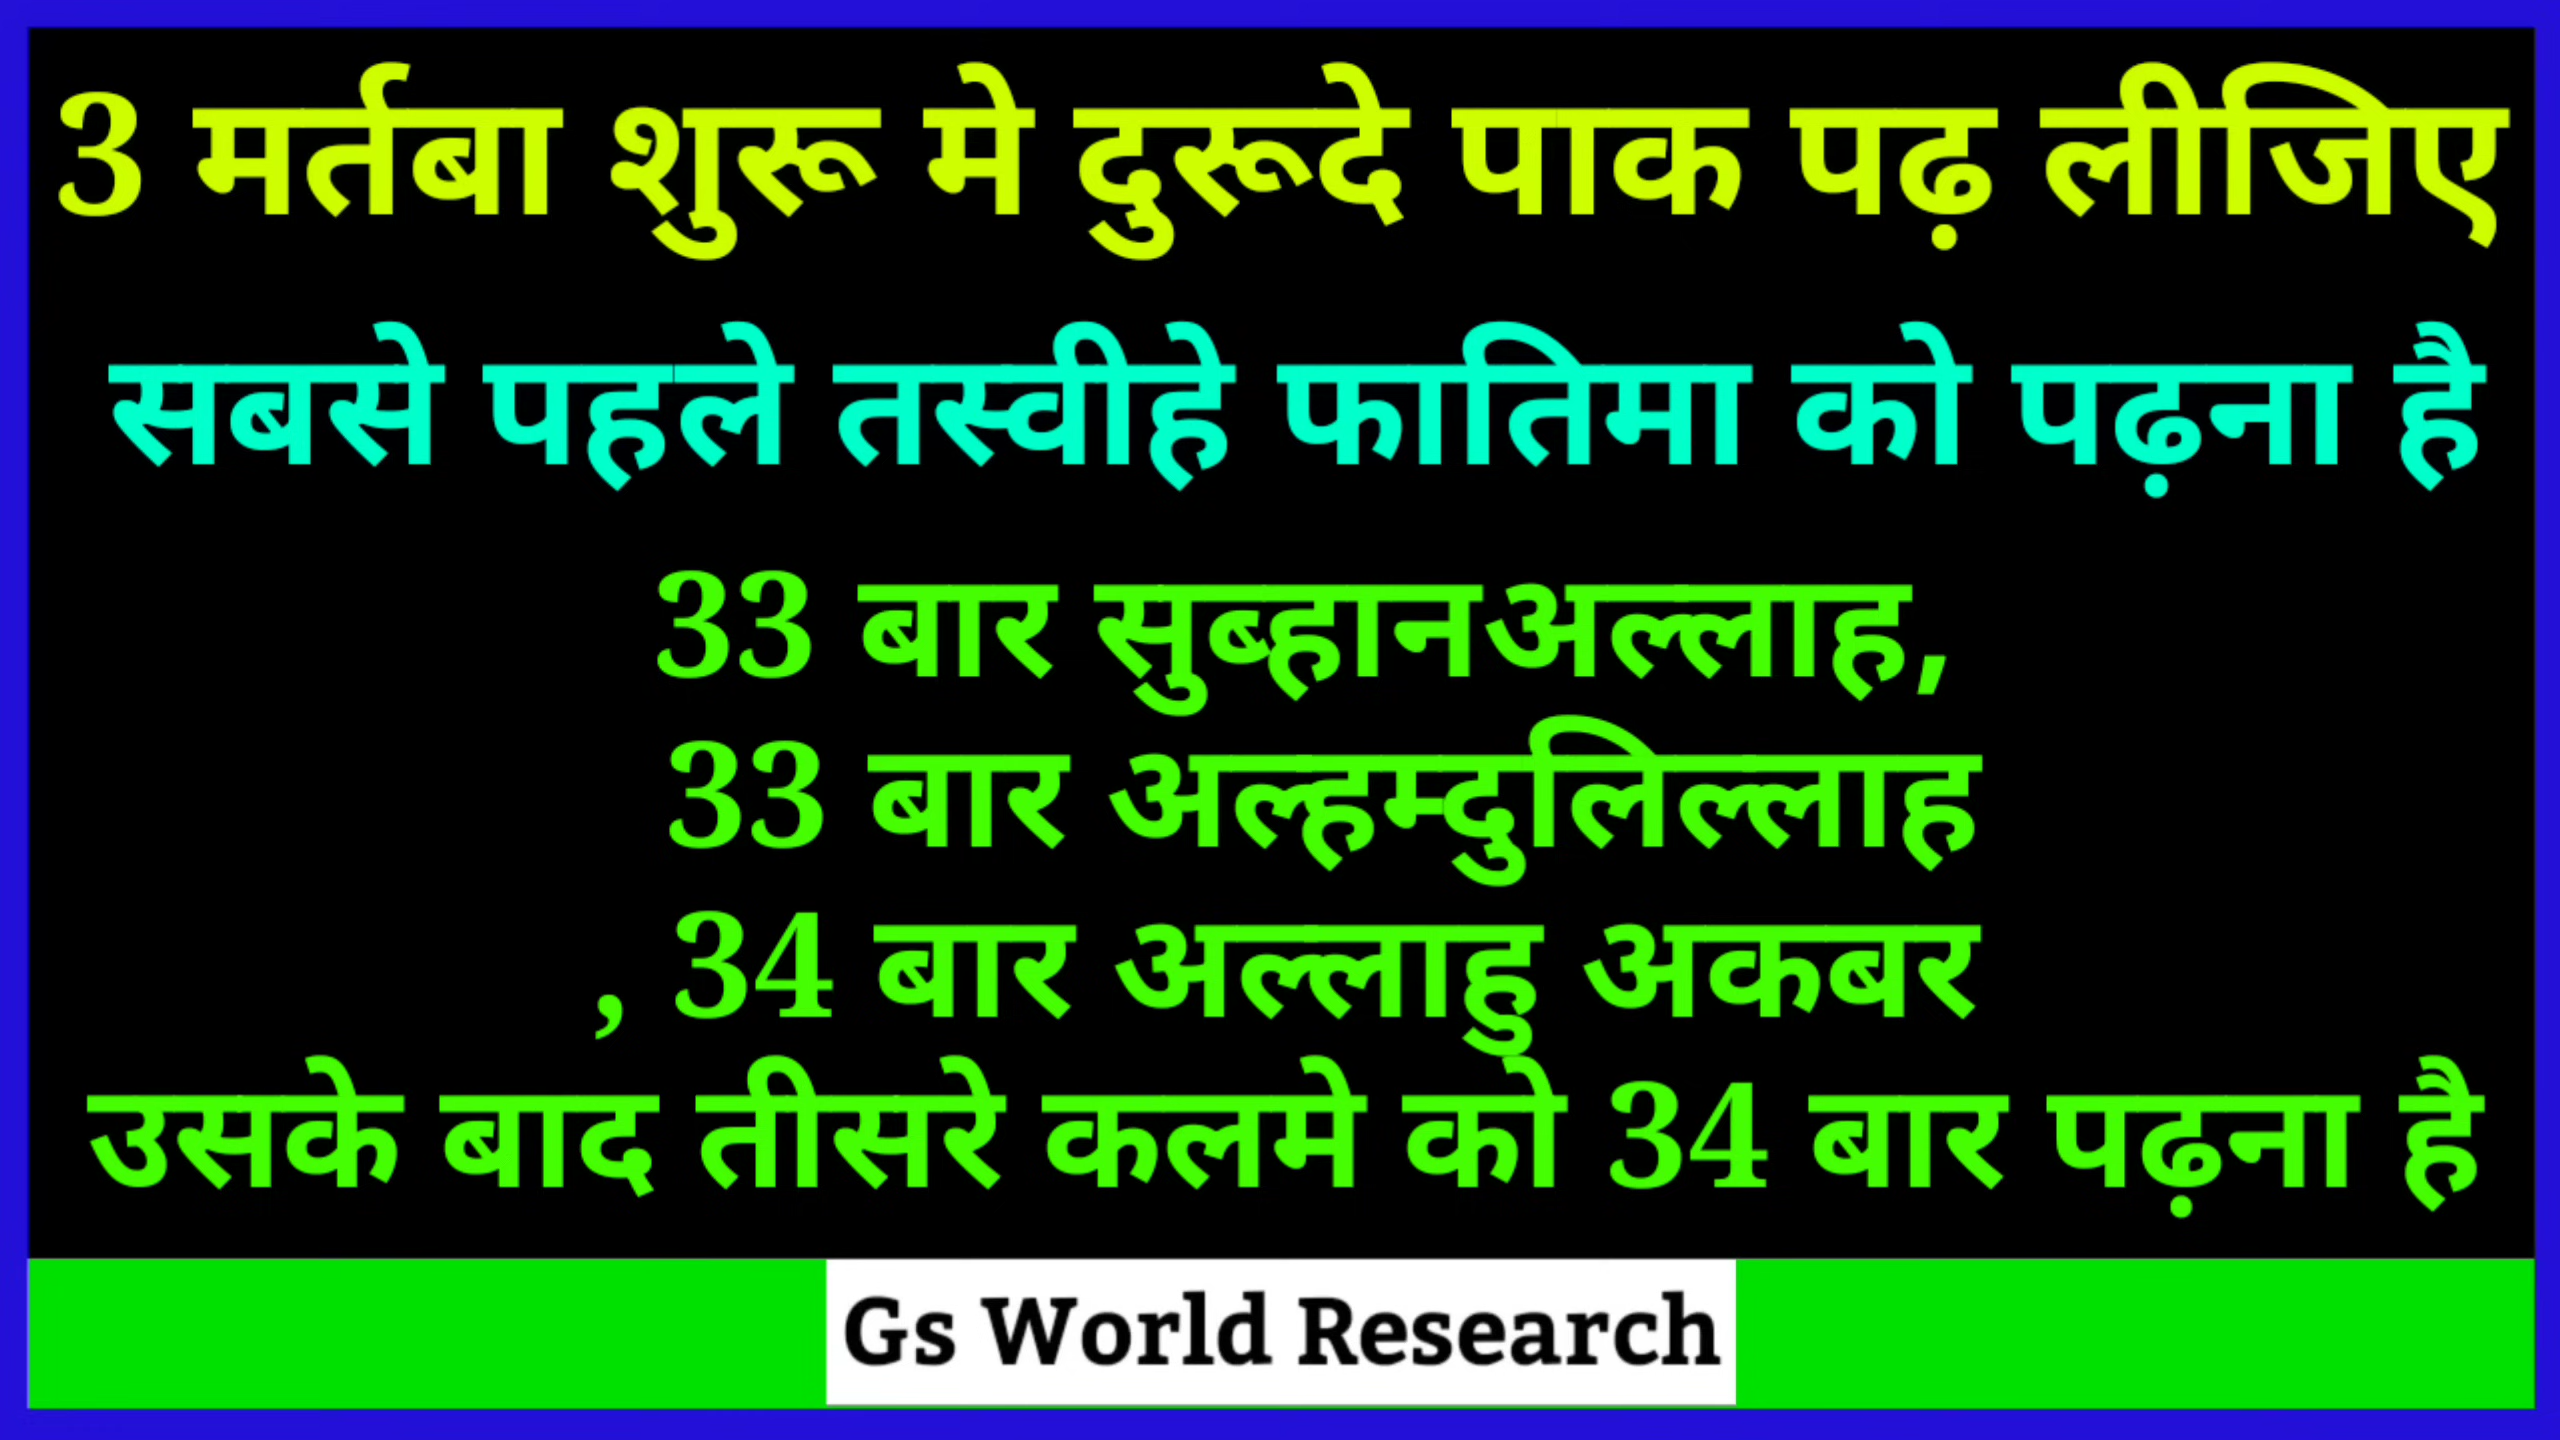 3 मर्तबा शुरू मे दुरूदे पाक पढ़ लीजिए
सबसे पहले तस्वीहे फातिमा को पढ़ना है
33 बार सुब्हानअल्लाह,
33 बार अल्हम्दुलिल्लाह
, 34 बार अल्लाहु अकबर
उसके बाद तीसरे कलमे को 34 बार पढ़ना है
Gs World Research